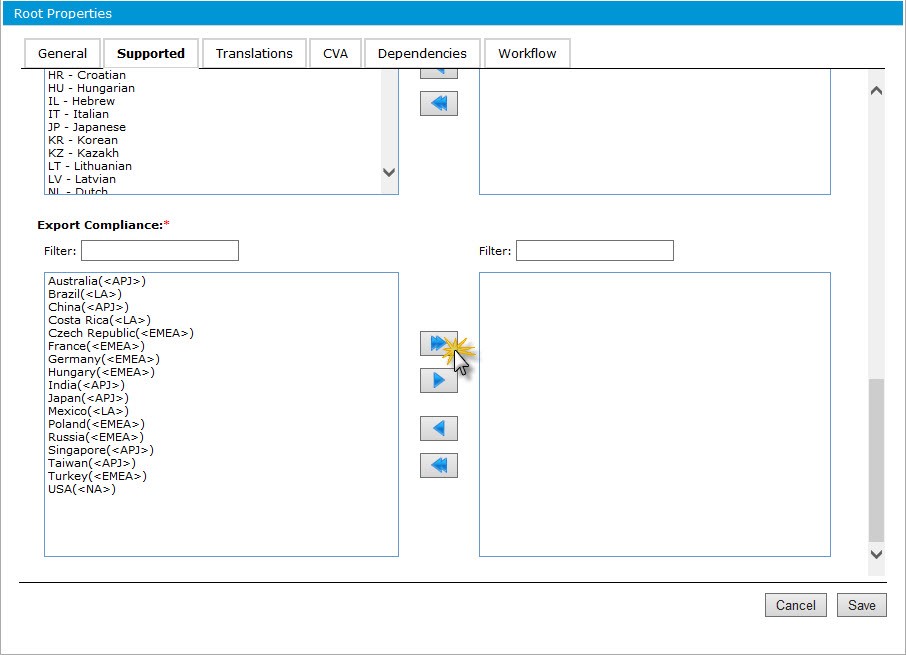 Root Properties
General
Supported
Translations
CVA
Dependencies
Workflow
HR - Croatian
HU - Hungarian
IL - Hebrew
IT - Italian
JP - Japanese
KR - Korean
KZ - Kazakh
LT - Lithuanian
LV - Latvian
NL - Dutch
Export Compliance:*
Filter:
Filter:
Australia(<APJ>)
Brazil(<LA>)
China(<APJ>)
Costa Rica(<LA>)
Czech Republic(<EMEA>)
France(<EMEA>)
Germany(<EMEA>)
Hungary(<EMEA>)
India(<APJ>)
Japan(<APJ>)
Mexico(<LA>)
Poland(<EMEA>)
Russia(<EMEA>)
Singapore(<APJ>)
Taiwan(<APJ>)
Turkey(<EMEA>)
USA(<NA>)
Cancel
Save